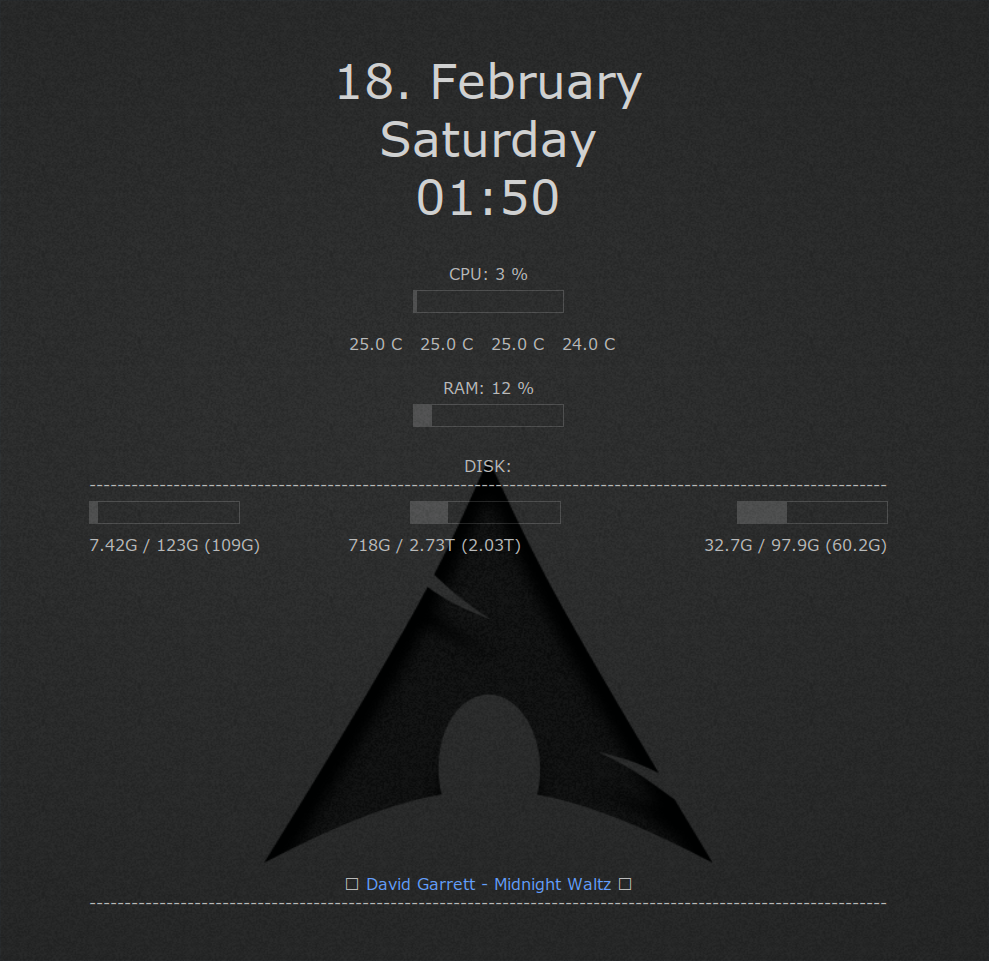 18. February
Saturday
01:50
CPU: 3 %
25.0 C 25.0 C 25.0 C 24.0 C
RAM: 12 %
DISK:
7.42G / 123G (109G) 718G / 2.73T (2.03T) 32.7G / 97.9G (60.2G)
☐ David Garrett - Midnight Waltz ☐